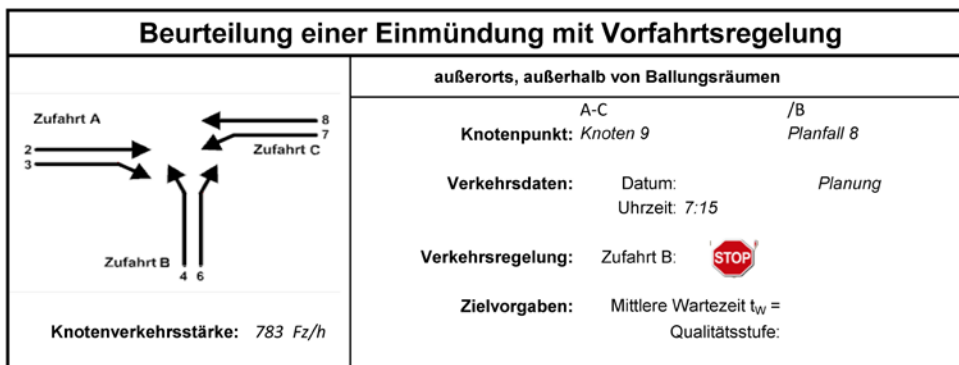 Beurteilung einer Einmündung mit Vorfahrtsregelung
außerorts, außerhalb von Ballungsräumen
Zufahrt A
8
7
Zufahrt C
2
3
Zufahrt B
4 6
Knotenverkehrsstärke: 783 Fz/h
A-C /B
Knotenpunkt: Knoten 9 Planfall 8
Verkehrsdaten: Datum: Planung
Uhrzeit: 7:15
Verkehrsregelung: Zufahrt B: STOP
Zielvorgaben: Mittlere Wartezeit tW =
Qualitätsstufe: